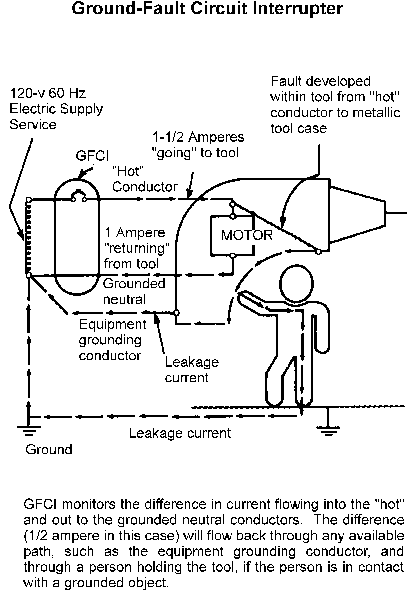 Ground-Fault Circuit Interrupter
120-v 60 Hz
Electric Supply
Service
Fault developed
within tool from "hot"
conductor to metallic
tool case
1-1/2 Amperes
"going" to tool
GFCI
"Hot"
Conductor
1 Ampere
"returning"
from tool
MOTOR
Grounded
neutral
Equipment
grounding
conductor
Leakage
current
Leakage current
Ground
GFCI monitors the difference in current flowing into the "hot"
and out to the grounded neutral conductors. The difference
(1/2 ampere in this case) will flow back through any available
path, such as the equipment grounding conductor, and
through a person holding the tool, if the person is in contact
with a grounded object.